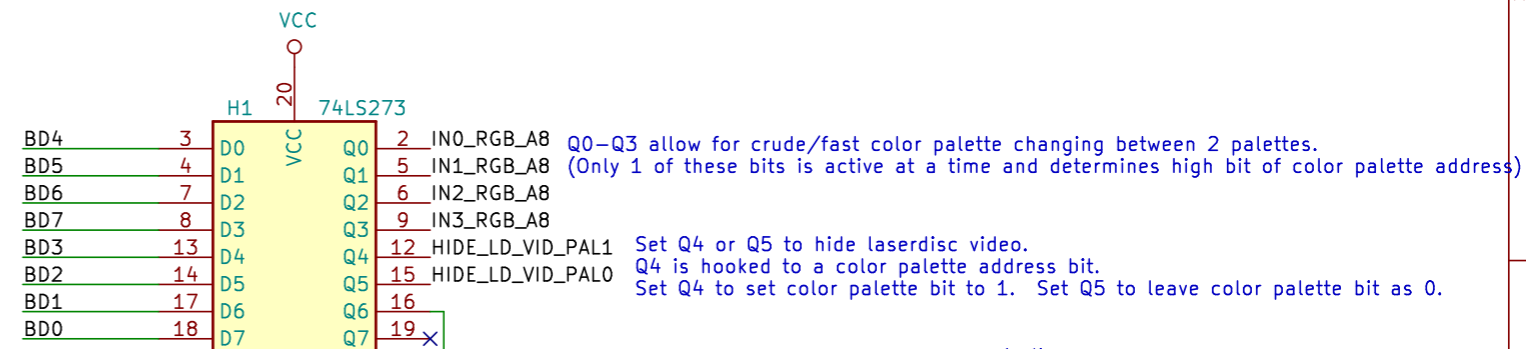 VCC
20
H1 74LS273
VCC
BD4 3 D0 Q0 2 IN0_RGB_A8 Q0-Q3 allow for crude/fast color palette changing between 2 palettes.
BD5 4 D1 Q1 5 IN1_RGB_A8 (Only 1 of these bits is active at a time and determines high bit of color palette address)
BD6 7 D2 Q2 6 IN2_RGB_A8
BD7 8 D3 Q3 9 IN3_RGB_A8
BD3 13 D4 Q4 12 HIDE_LD_VID_PAL1 Set Q4 or Q5 to hide laserdisc video.
Q4 is hooked to a color palette address bit.
BD2 14 D5 Q5 15 HIDE_LD_VID_PAL0 Set Q4 to set color palette bit to 1. Set Q5 to leave color palette bit as 0.
BD1 17 D6 Q6 16
BD0 18 D7 Q7 19